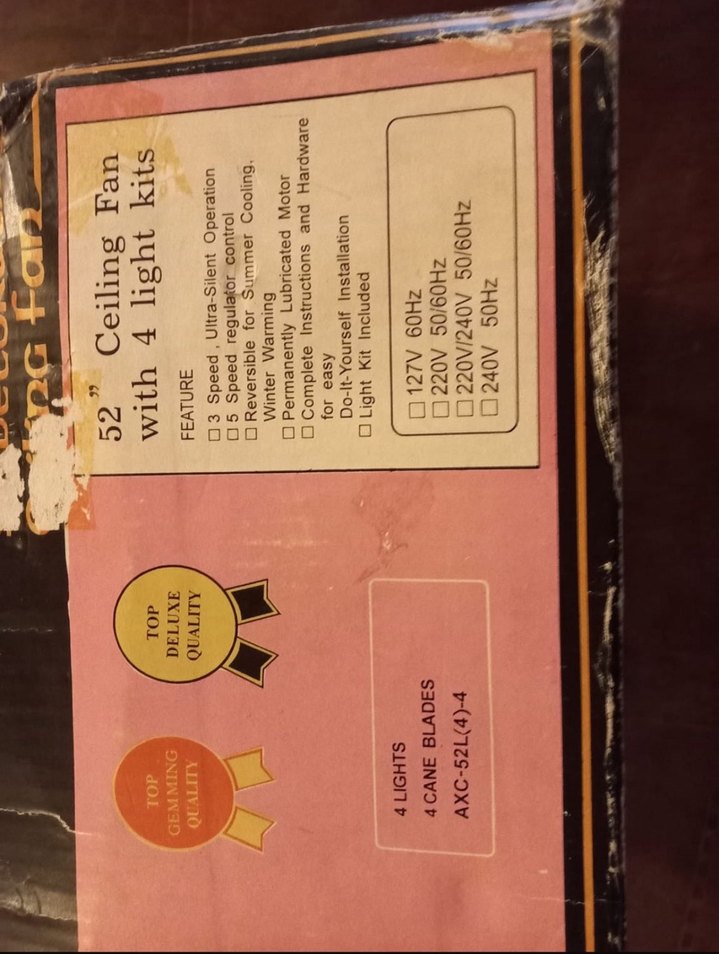 52" Ceiling Fan
with 4 light kits
FEATURE
□ 3 Speed, Ultra-Silent Operation
□ 5 Speed regulator control
□ Reversible for Summer Cooling,
Winter Warming
□ Permanently Lubricated Motor
□ Complete Instructions and Hardware
for easy
Do-It-Yourself Installation
□ Light Kit Included
□ 127V 60Hz
□ 220V 50/60Hz
□ 220V/240V 50/60Hz
□ 240V 50Hz
TOP
GEMMING
QUALITY
TOP
DELUXE
QUALITY
4 LIGHTS
4 CANE BLADES
AXC-52L(4)-4